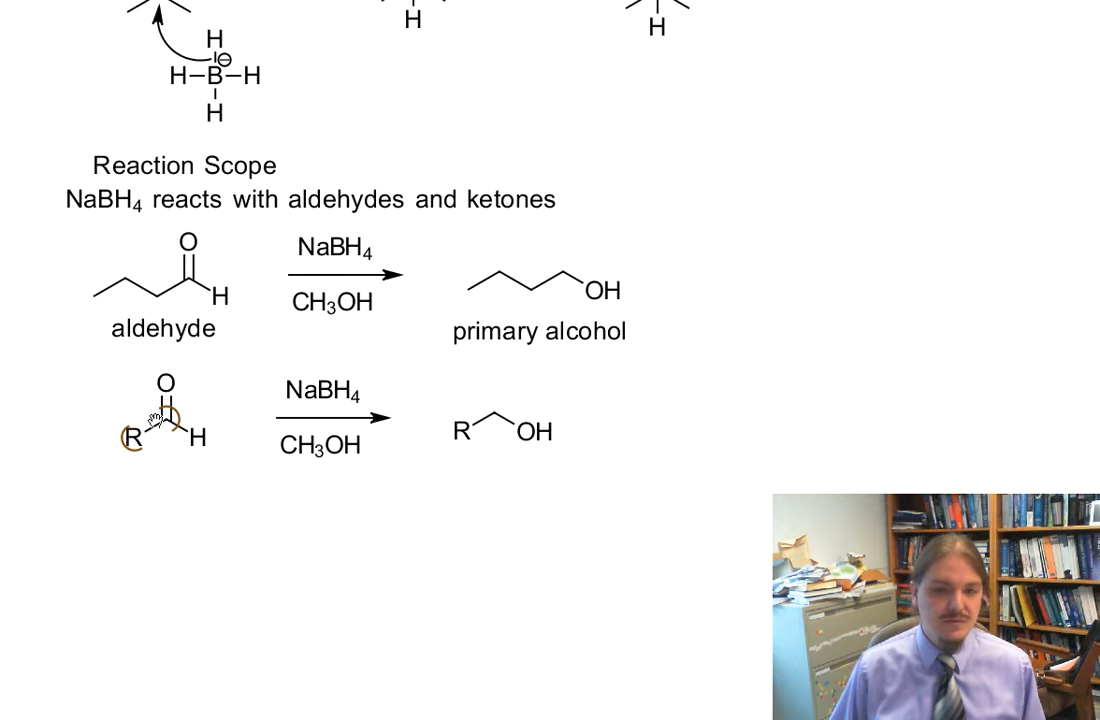 H H
H
⊖
H–B–H
H
Reaction Scope
NaBH4 reacts with aldehydes and ketones
O
H
NaBH4
CH3OH
OH
aldehyde
primary alcohol
O
R
H
NaBH4
CH3OH
R
OH